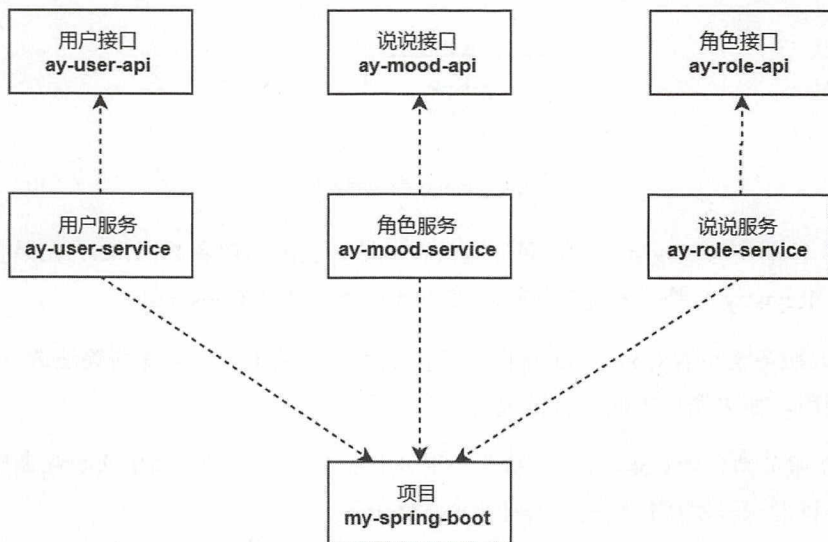 用户接口
ay-user-api
说说接口
ay-mood-api
角色接口
ay-role-api
用户服务
ay-user-service
角色服务
ay-mood-service
说说服务
ay-role-service
项目
my-spring-boot